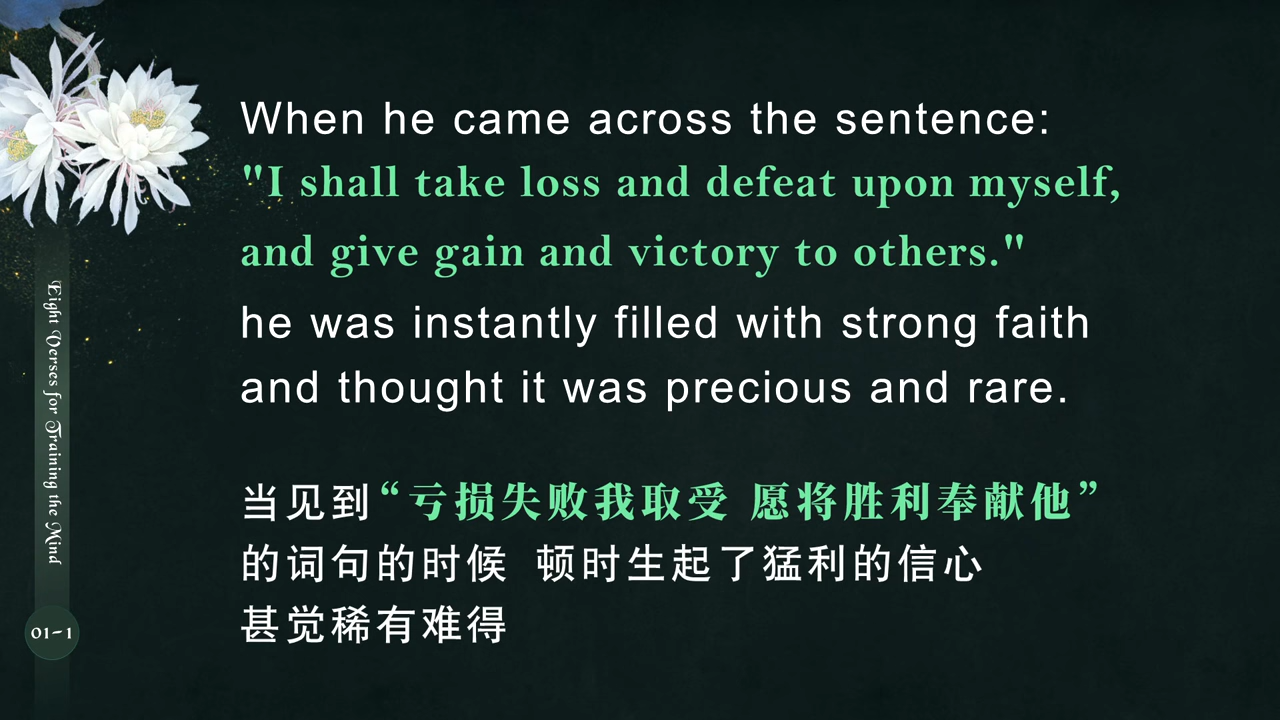 When he came across the sentence:
"I shall take loss and defeat upon myself,
and give gain and victory to others."
he was instantly filled with strong faith
and thought it was precious and rare.
当见到“亏损失败我取受 愿将胜利奉献他”
的词句的时候 顿时生起了猛利的信心
甚觉稀有难得
Eight Verses for Training the Mind
01-1